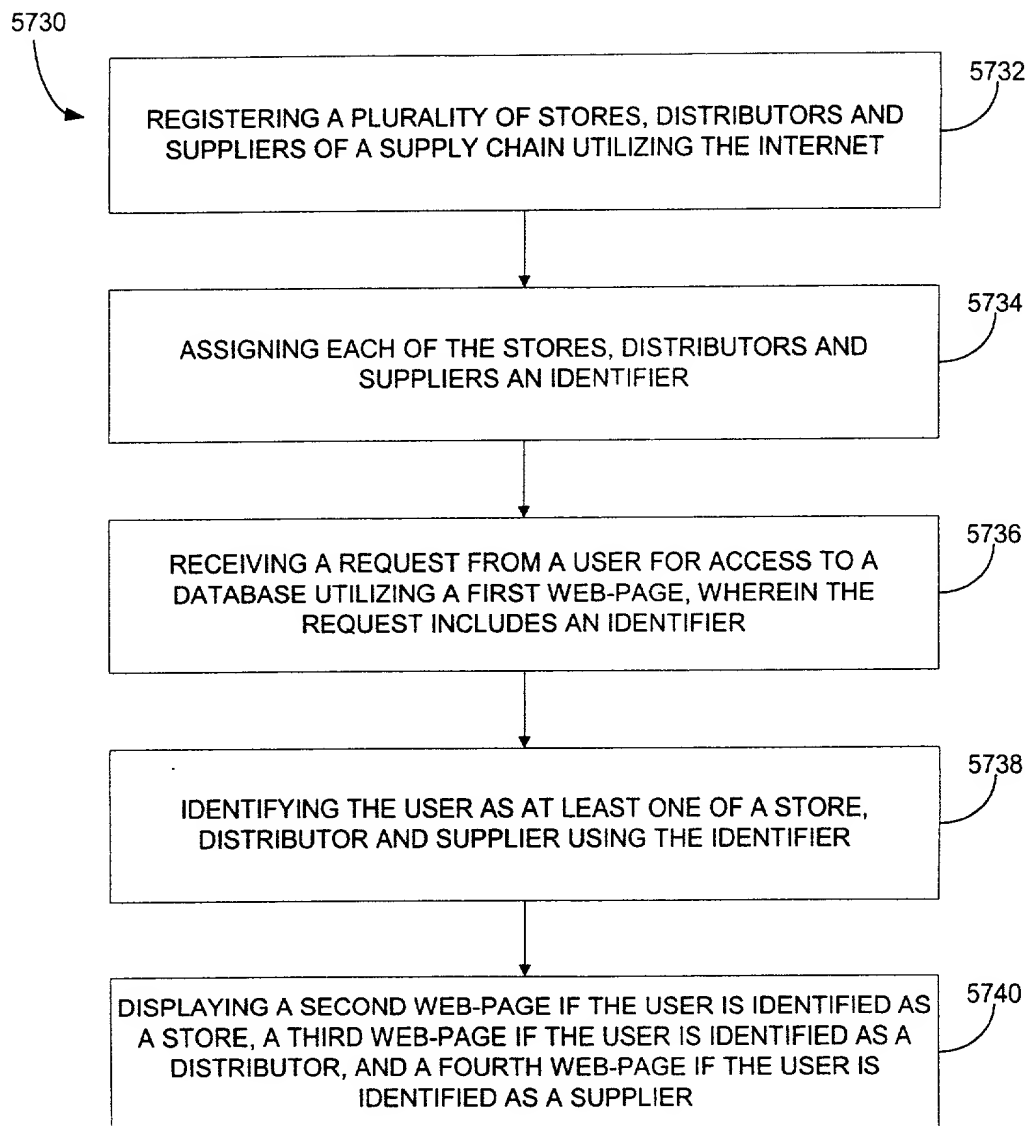 5730
5732
REGISTERING A PLURALITY OF STORES, DISTRIBUTORS AND
SUPPLIERS OF A SUPPLY CHAIN UTILIZING THE INTERNET
5734
ASSIGNING EACH OF THE STORES, DISTRIBUTORS AND
SUPPLIERS AN IDENTIFIER
5736
RECEIVING A REQUEST FROM A USER FOR ACCESS TO A
DATABASE UTILIZING A FIRST WEB-PAGE, WHEREIN THE
REQUEST INCLUDES AN IDENTIFIER
5738
IDENTIFYING THE USER AS AT LEAST ONE OF A STORE,
DISTRIBUTOR AND SUPPLIER USING THE IDENTIFIER
5740
DISPLAYING A SECOND WEB-PAGE IF THE USER IS IDENTIFIED AS
A STORE, A THIRD WEB-PAGE IF THE USER IS IDENTIFIED AS A
DISTRIBUTOR, AND A FOURTH WEB-PAGE IF THE USER IS
IDENTIFIED AS A SUPPLIER